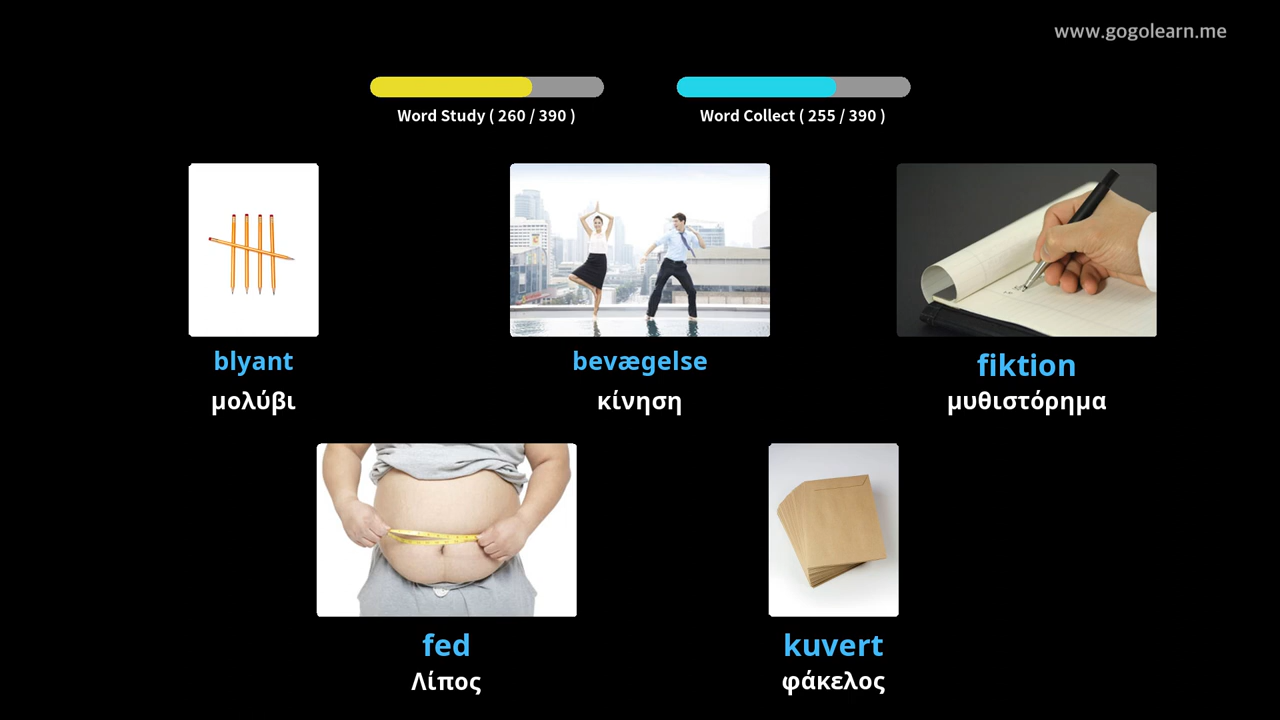 www.gogolearn.me
Word Study ( 260 / 390 )
Word Collect ( 255 / 390 )
blyant
μολύβι
bevægelse
κίνηση
fiktion
μυθιστόρημα
fed
Λίπος
kuvert
φάκελος